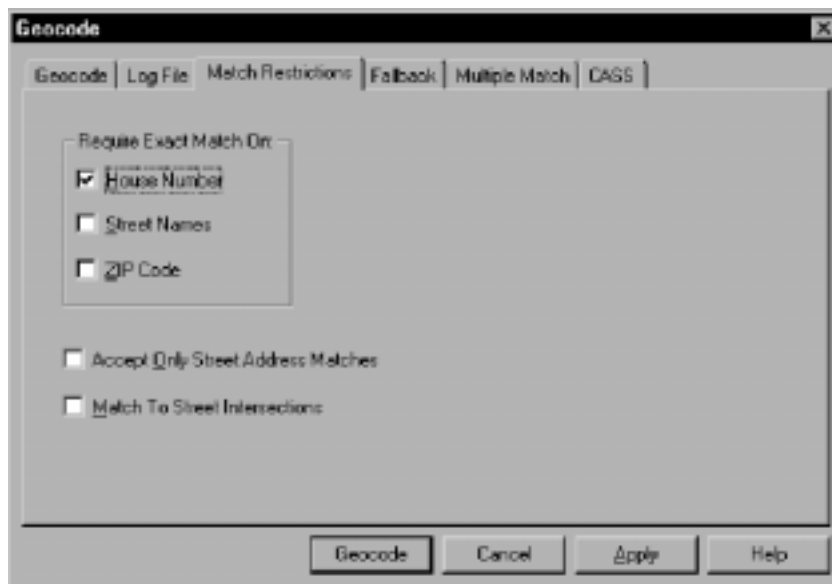 Geocode
Geocode Log File Match Restrictions Fallback Multiple Match CASS
Require Exact Match On:
House Number
Street Names
ZIP Code
Accept Only Street Address Matches
Match To Street Intersections
Geocode Cancel Apply Help